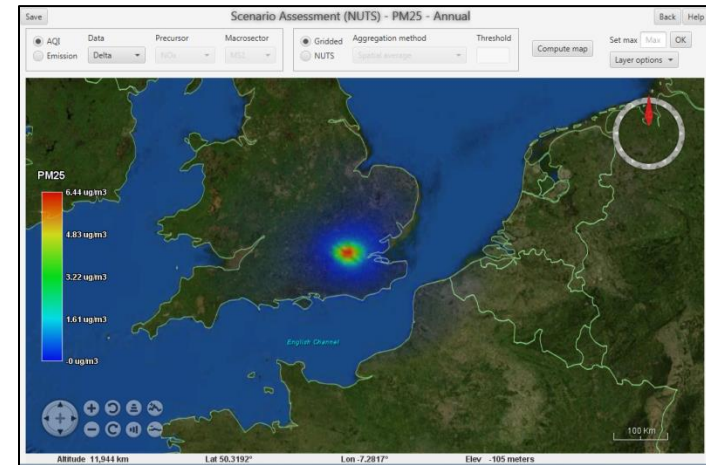 Save Scenario Assessment (NUTS) - PM25 - Annual Back Help
AQI Data Precursor Macrosector Gridded Aggregation method Threshold Set max Max OK
Emission Delta NOx MS2 NUTS Spatial average Compute map Layer options
PM25
6.44 ug/m3
4.83 ug/m3
3.22 ug/m3
1.61 ug/m3
-0 ug/m3
English Channel
100 Km
Altitude 11,944 km Lat 50.3192° Lon -7.2817° Elev -105 meters